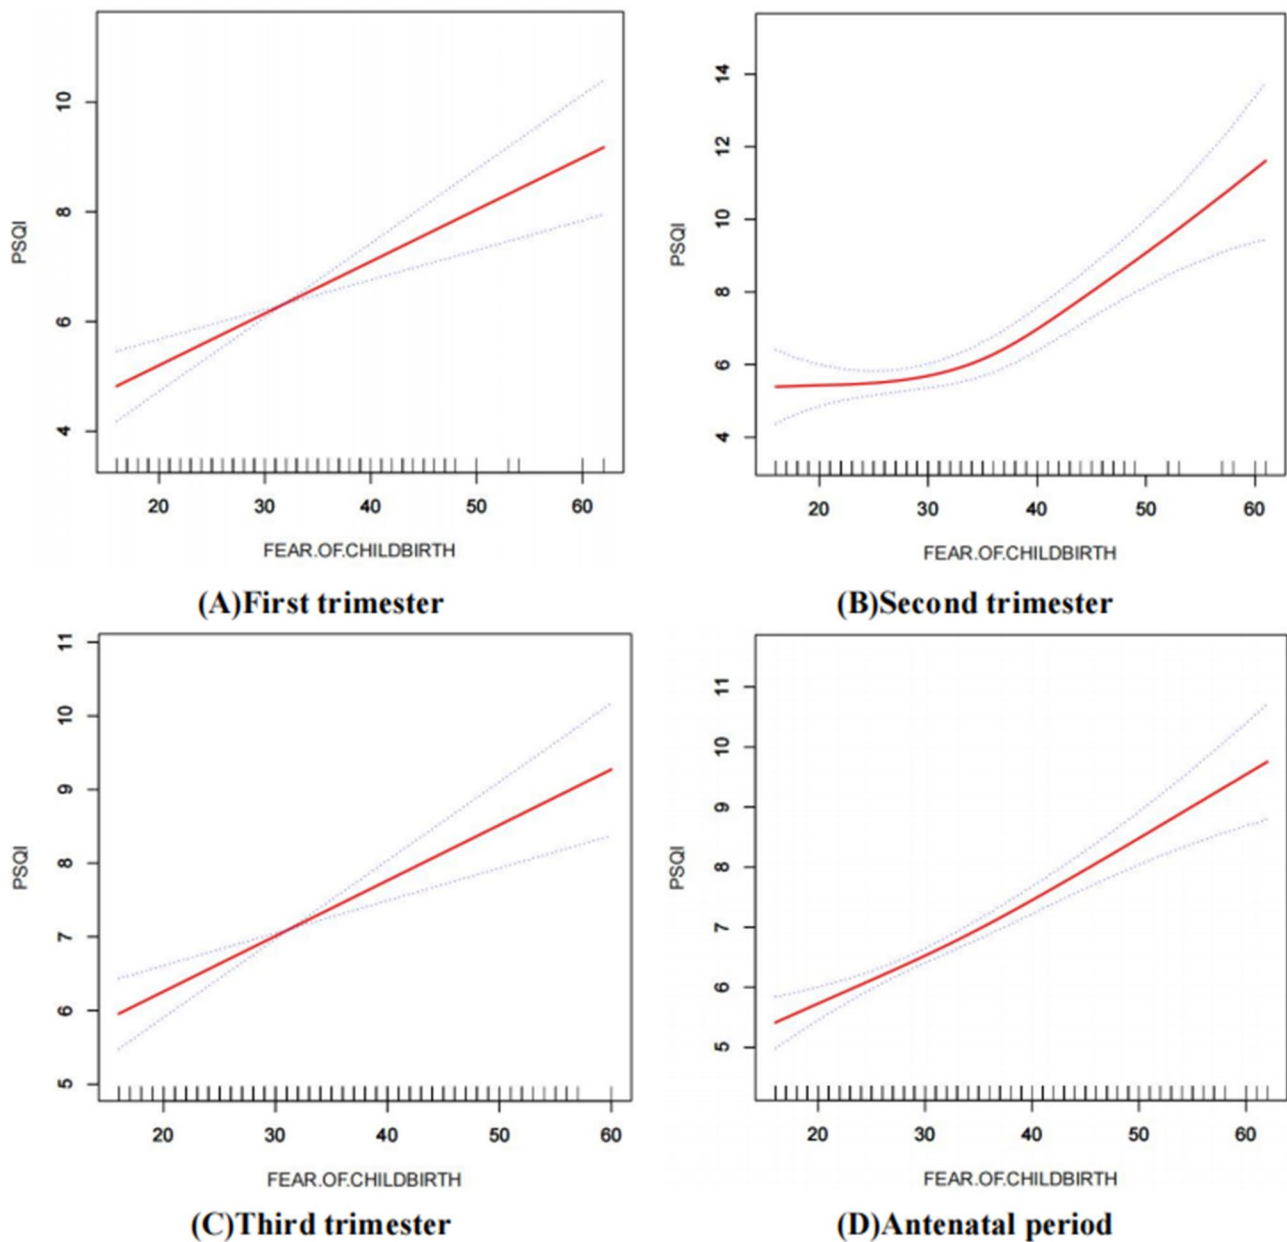 PSQI
10
8
6
4
20 30 40 50 60
FEAR.OF.CHILDBIRTH
(A)First trimester
PSQI
14
12
10
8
6
4
20 30 40 50 60
FEAR.OF.CHILDBIRTH
(B)Second trimester
PSQI
11
10
9
8
7
6
5
20 30 40 50 60
FEAR.OF.CHILDBIRTH
(C)Third trimester
PSQI
11
10
9
8
7
6
5
20 30 40 50 60
FEAR.OF.CHILDBIRTH
(D)Antenatal period